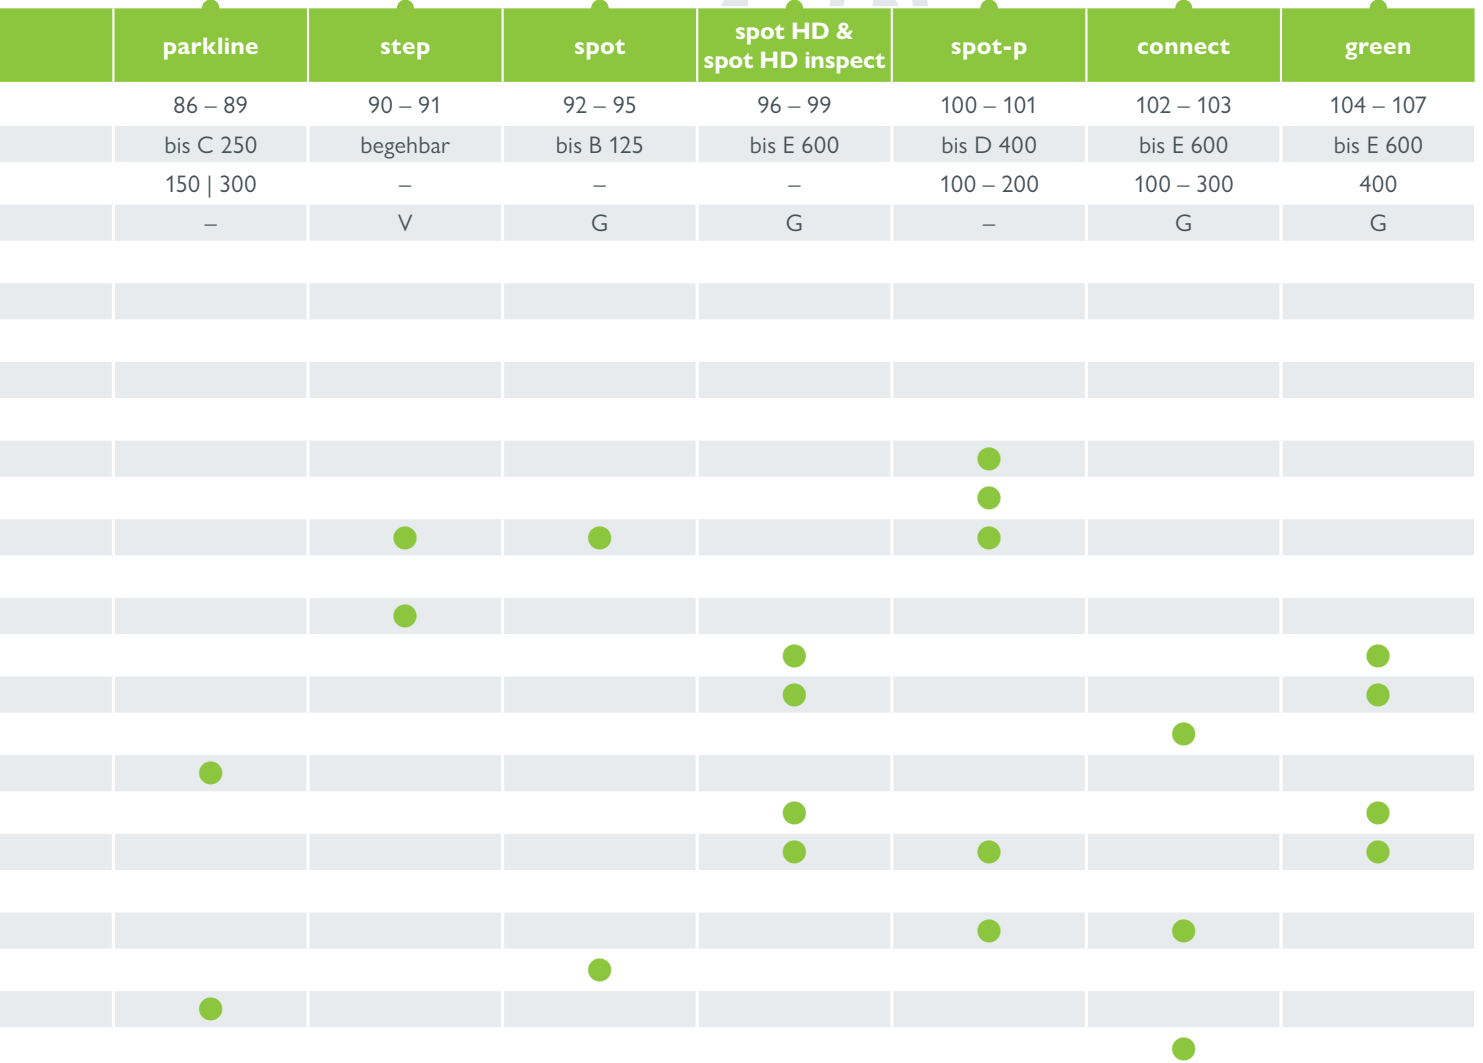 parkline step spot spot HD & spot-p connect green
spot HD inspect
86 – 89 90 – 91 92 – 95 96 – 99 100 – 101 102 – 103 104 – 107
bis C 250 begehbar bis B 125 bis E 600 bis D 400 bis E 600 bis E 600
150 | 300 – – – 100 – 200 100 – 300 400
– V G G – G G